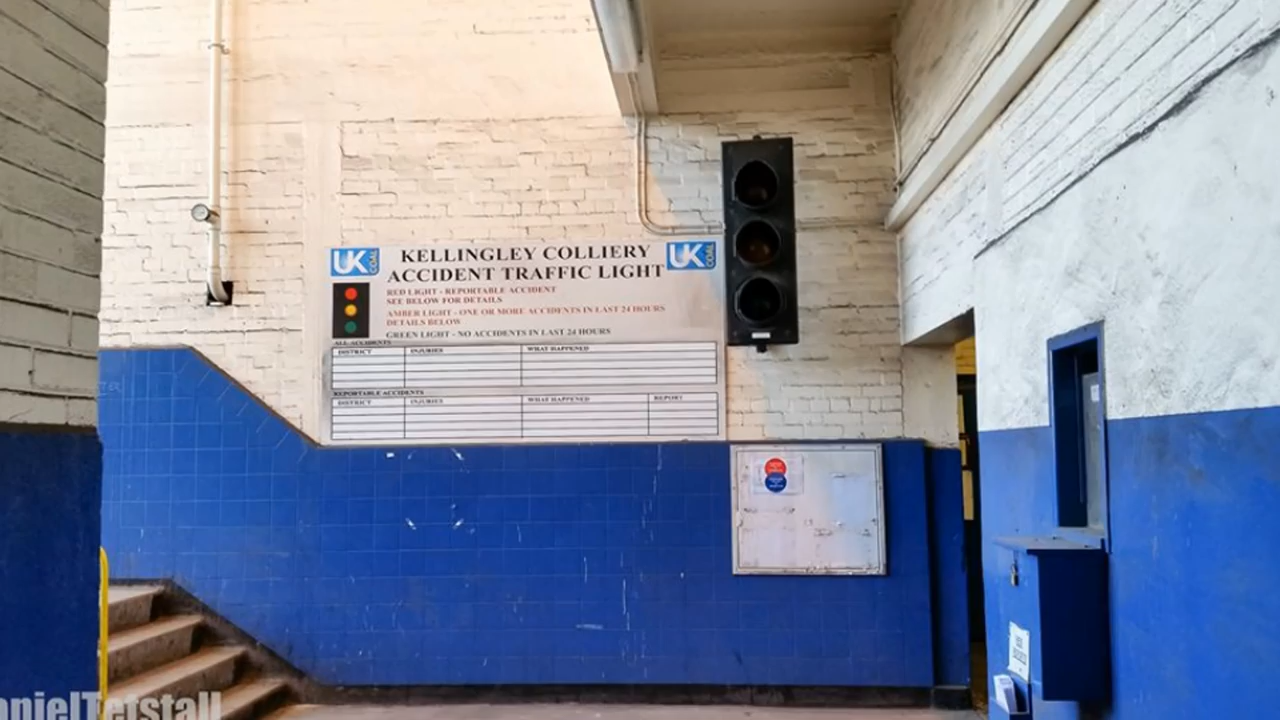 UK COAL
KELLINGLEY COLLIERY
UK COAL
ACCIDENT TRAFFIC LIGHT
RED LIGHT - REPORTABLE ACCIDENT
SEE BELOW FOR DETAILS
AMBER LIGHT - ONE OR MORE ACCIDENTS IN LAST 24 HOURS
DETAILS BELOW
GREEN LIGHT - NO ACCIDENTS IN LAST 24 HOURS
ALL ACCIDENTS
DISTRICT INJURIES WHAT HAPPENED
REPORTABLE ACCIDENTS
DISTRICT INJURIES WHAT HAPPENED REPORT
anielTetstall